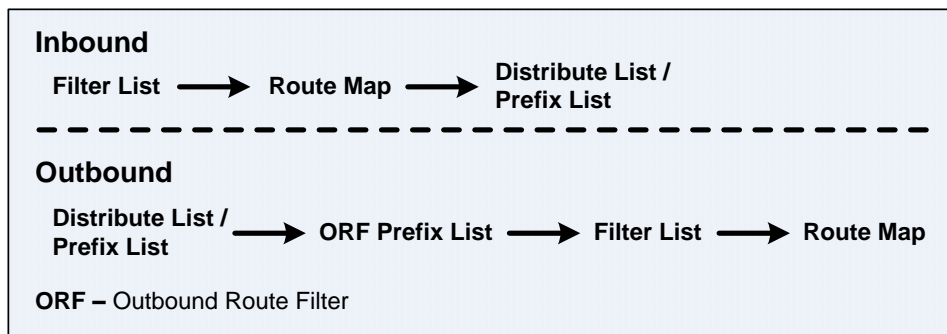 Inbound
Filter List
Route Map
Distribute List /
Prefix List
Outbound
Distribute List /
Prefix List
ORF Prefix List
Filter List
Route Map
ORF – Outbound Route Filter